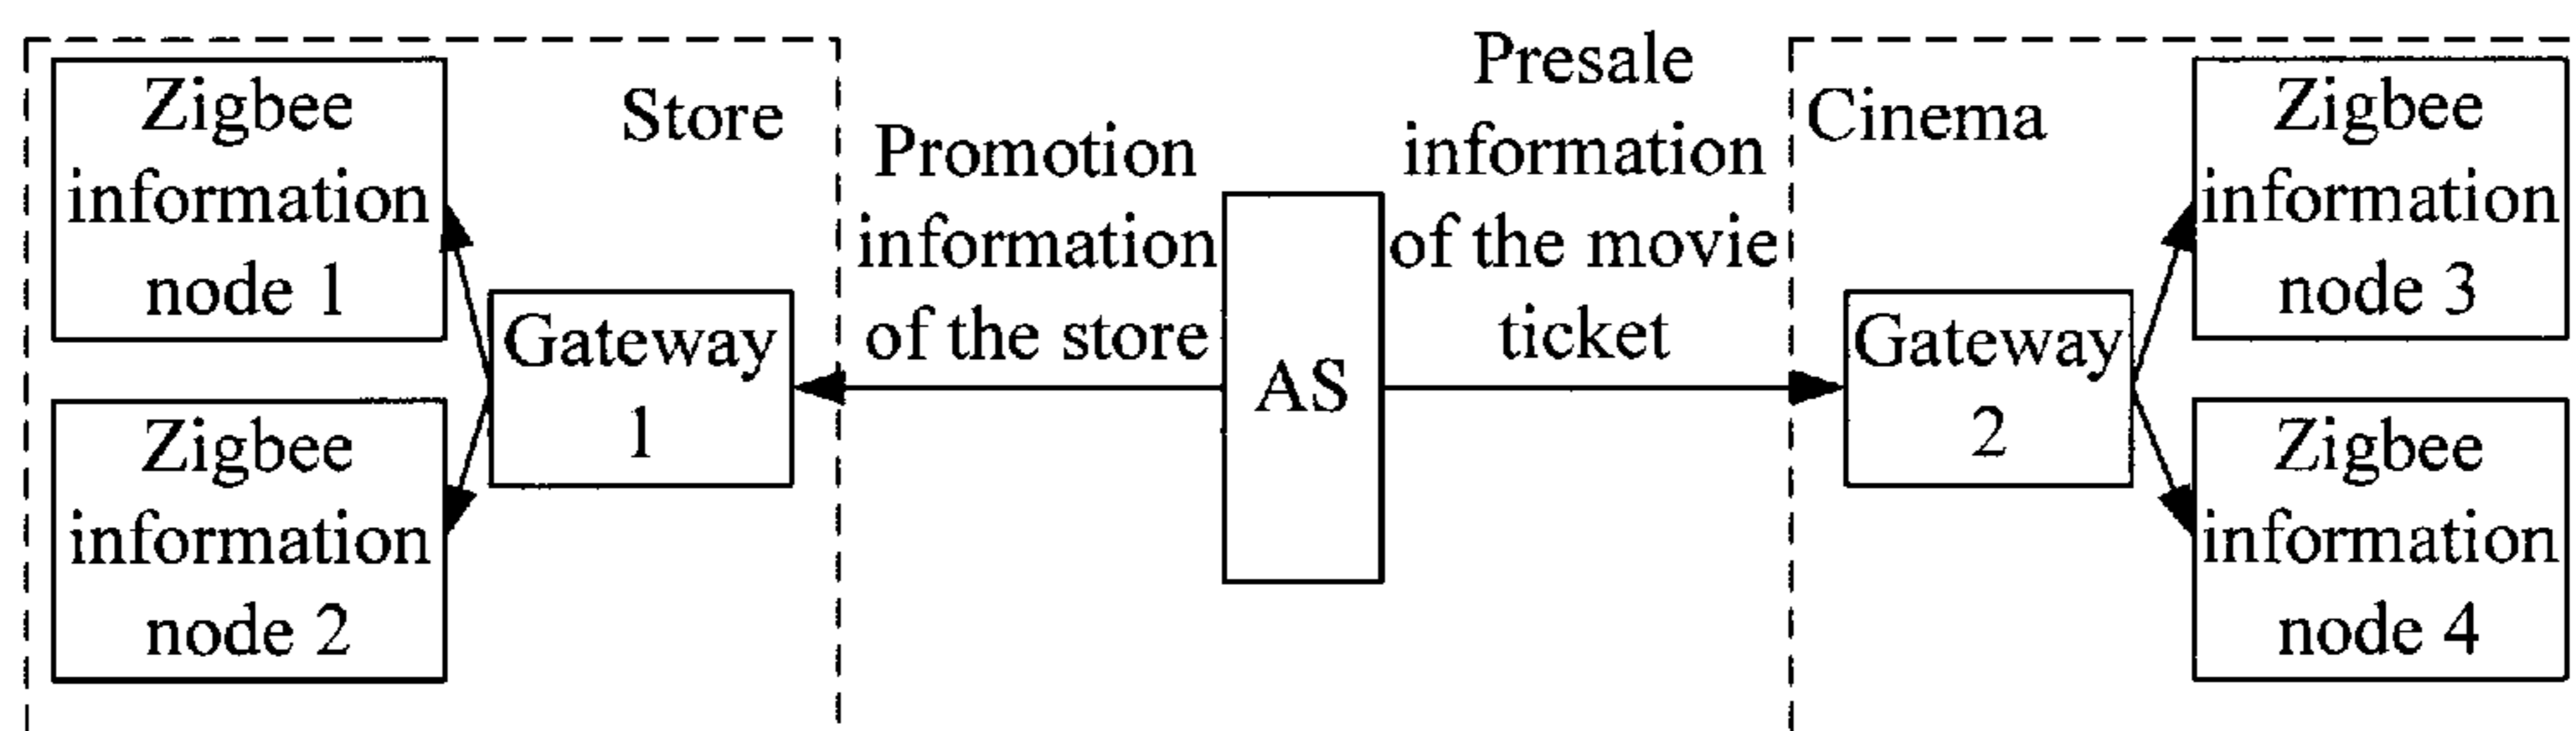 Zigbee
information
node 1
Zigbee
information
node 2
Store
Gateway
1
Promotion
information
of the store
AS
Presale
information
of the movie
ticket
Cinema
Gateway
2
Zigbee
information
node 3
Zigbee
information
node 4